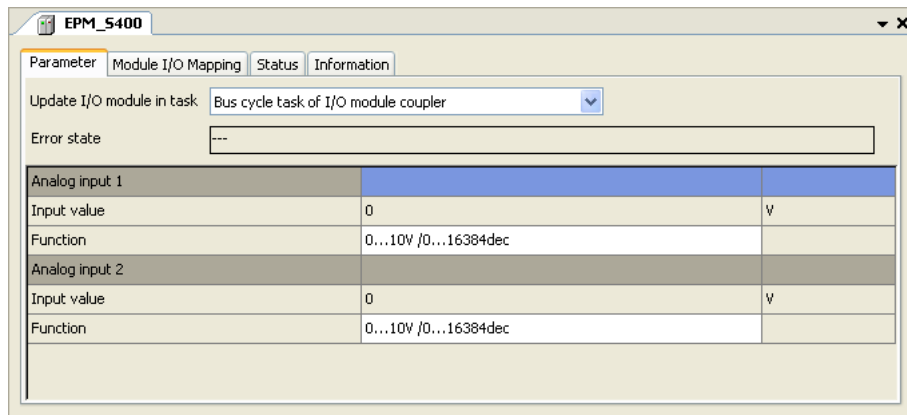 EPM_S400
Parameter Module I/O Mapping Status Information
Update I/O module in task Bus cycle task of I/O module coupler
Error state ---
Analog input 1
Input value 0 V
Function 0...10V /0...16384dec
Analog input 2
Input value 0 V
Function 0...10V /0...16384dec